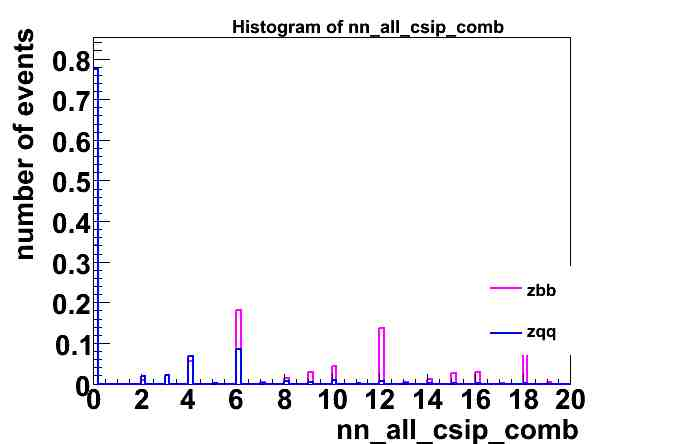 Histogram of nn_all_csip_comb
number of events
0.8
0.7
0.6
0.5
0.4
0.3
0.2
0.1
0
zbb
zqq
0 2 4 6 8 10 12 14 16 18 20
nn_all_csip_comb